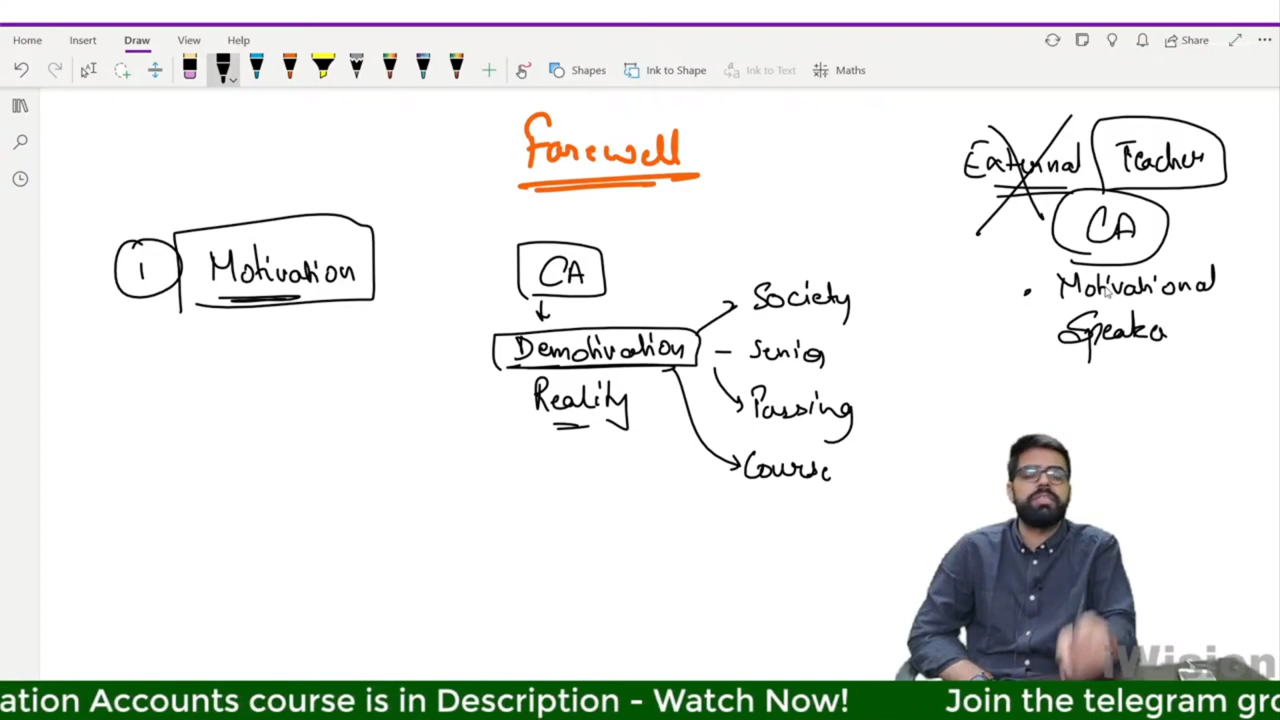 Home Insert Draw View Help
Share
Shapes Ink to Shape Ink to Text Maths
Farewell
External Teacher
CA
Motivational
Speaker
1 Motivation
CA
Demotivation
Reality
Society
Senior
Passing
Course
iWision
ation Accounts course is in Description - Watch Now! Join the telegram gro